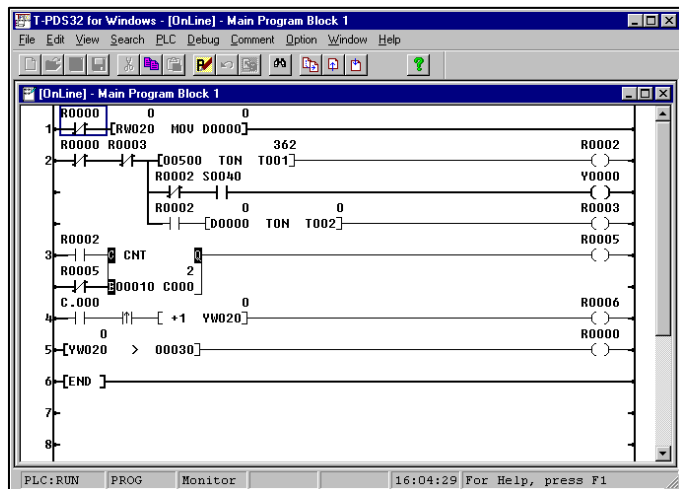 T-PDS32 for Windows - [OnLine] - Main Program Block 1
File Edit View Search PLC Debug Comment Option Window Help
[OnLine] - Main Program Block 1
R0000 0 0
1 [RW020 MOV D0000]
R0000 R0003 362 R0002
2 [00500 TON T001] ( )
R0002 S0040 Y0000
( )
R0002 0 0 R0003
[D0000 TON T002] ( )
R0002 R0005
3 C CNT Q ( )
R0005 2
E 00010 C000
C.000 0 R0006
4 [ +1 YW020] ( )
0 R0000
5 [YW020 > 00030] ( )
6 [END ]
7
8
PLC:RUN PROG Monitor 16:04:29 For Help, press F1